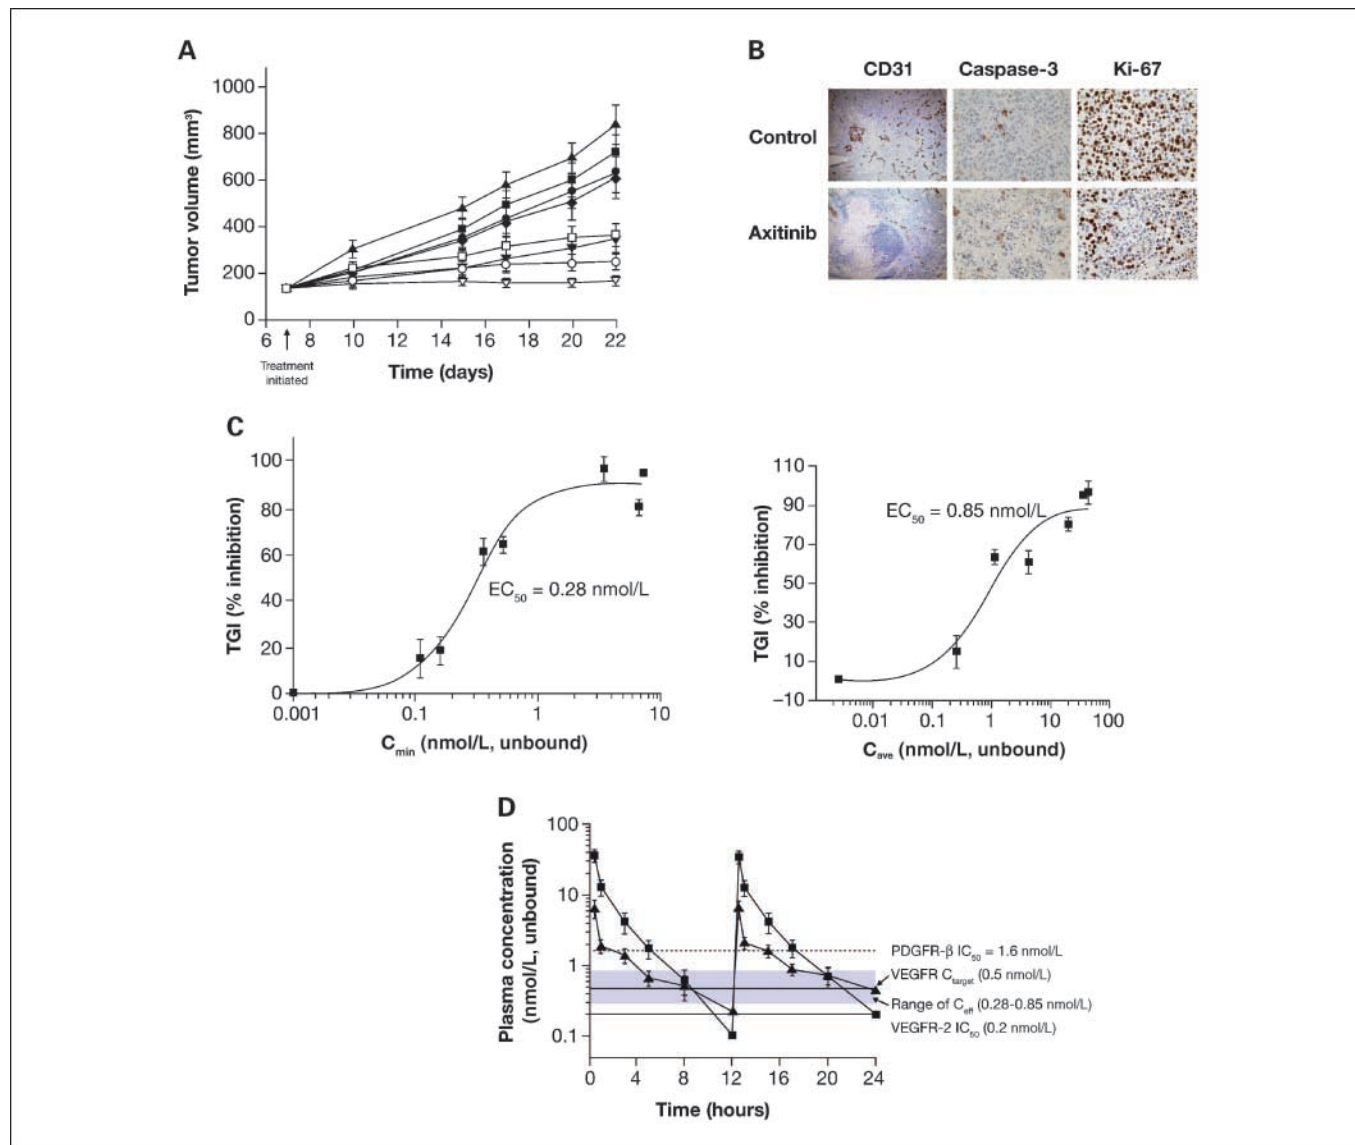 A
Tumor volume (mm³)
1000
800
600
400
200
0
6 8 10 12 14 16 18 20 22
Treatment
initiated
Time (days)
B
CD31 Caspase-3 Ki-67
Control
Axitinib
C
TGI (% inhibition)
100
80
60
40
20
0
EC₅₀ = 0.28 nmol/L
0.001 0.1 1 10
C_min (nmol/L, unbound)
TGI (% inhibition)
110
90
70
50
30
10
–10
EC₅₀ = 0.85 nmol/L
0.01 0.1 1 10 100
C_ave (nmol/L, unbound)
D
Plasma concentration
(nmol/L, unbound)
100
10
1
0.1
PDGFR-β IC₅₀ = 1.6 nmol/L
VEGFR C_target (0.5 nmol/L)
Range of C_eff (0.28-0.85 nmol/L)
VEGFR-2 IC₅₀ (0.2 nmol/L)
0 4 8 12 16 20 24
Time (hours)